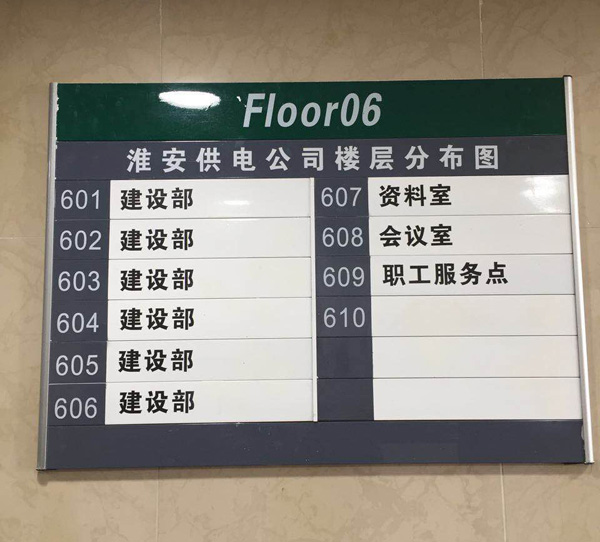 Floor06
淮安供电公司楼层分布图
601 建设部
602 建设部
603 建设部
604 建设部
605 建设部
606 建设部
607 资料室
608 会议室
609 职工服务点
610